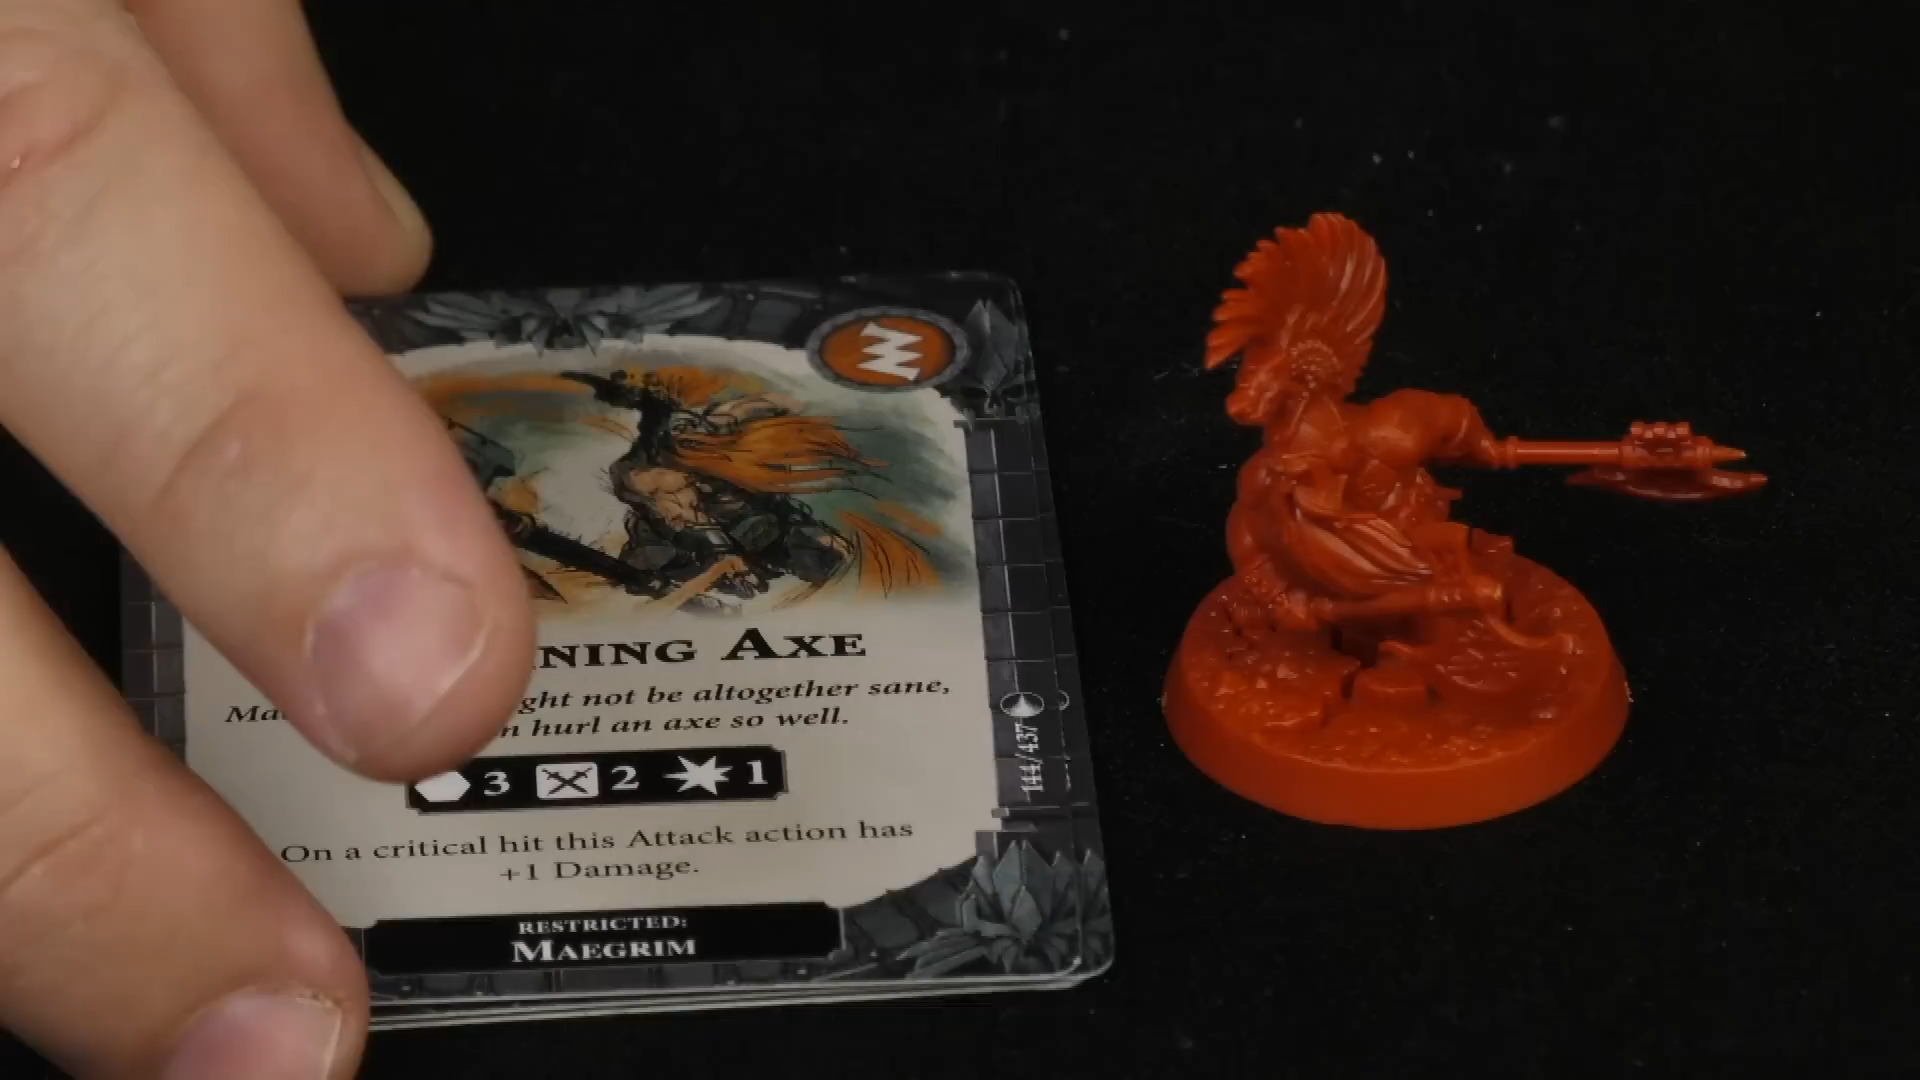 NING AXE
Ma ght not be altogether sane,
n hurl an axe so well.
3 2 1
On a critical hit this Attack action has
+1 Damage.
RESTRICTED:
MAEGRIM
144/437